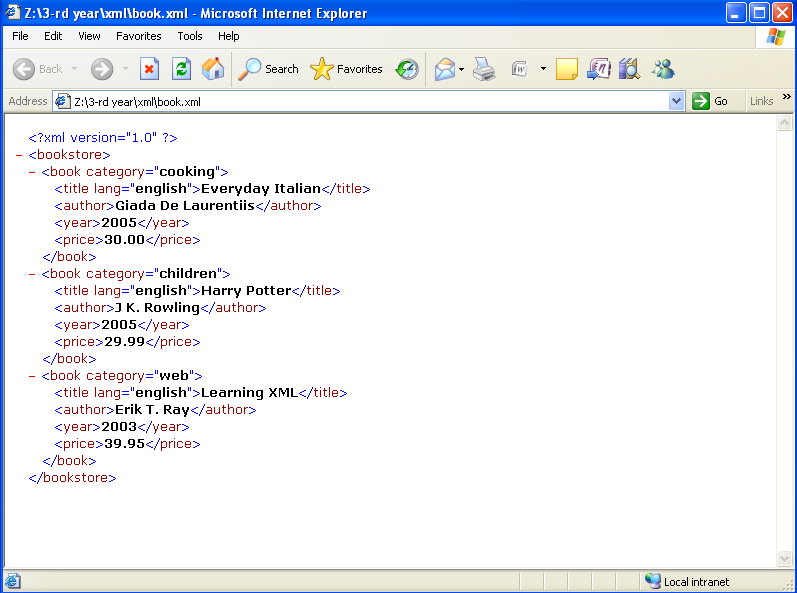 Z:\3-rd year\xml\book.xml - Microsoft Internet Explorer
File Edit View Favorites Tools Help
Back Search Favorites
Address Z:\3-rd year\xml\book.xml Go Links »
<?xml version="1.0" ?>
- <bookstore>
- <book category="cooking">
<title lang="english">Everyday Italian</title>
<author>Giada De Laurentiis</author>
<year>2005</year>
<price>30.00</price>
</book>
- <book category="children">
<title lang="english">Harry Potter</title>
<author>J K. Rowling</author>
<year>2005</year>
<price>29.99</price>
</book>
- <book category="web">
<title lang="english">Learning XML</title>
<author>Erik T. Ray</author>
<year>2003</year>
<price>39.95</price>
</book>
</bookstore>
Local intranet